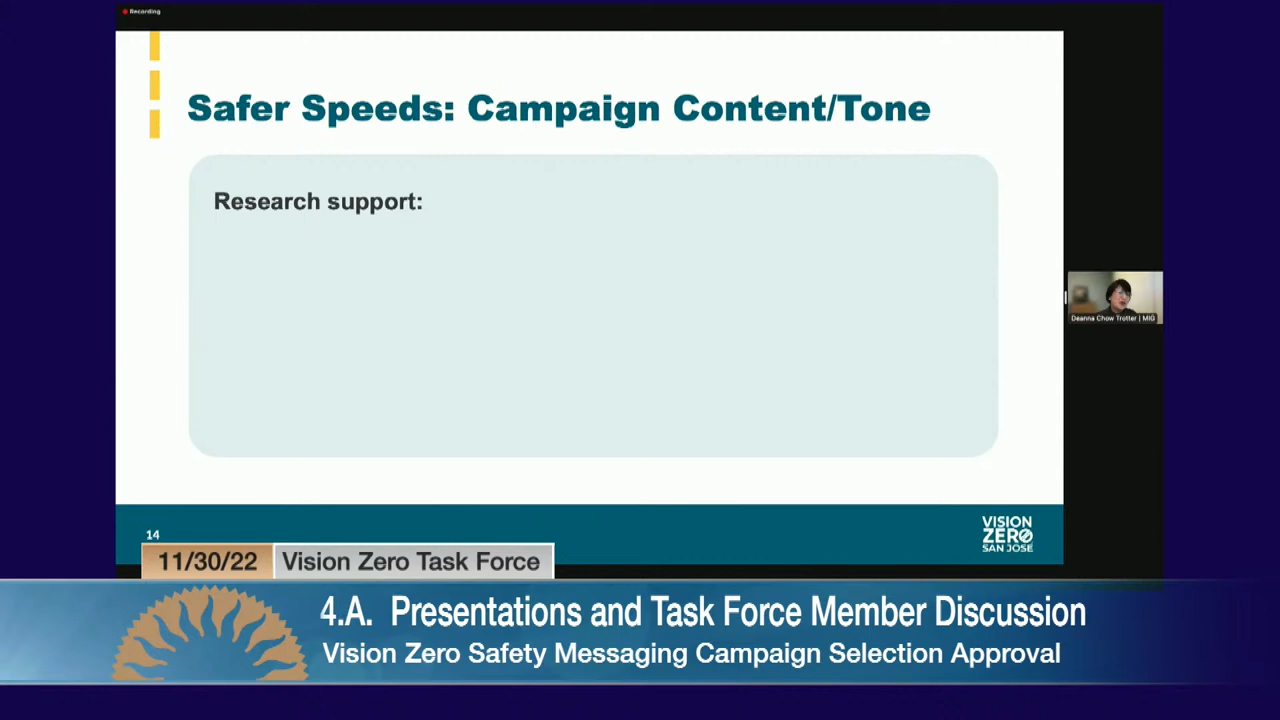 Recording
Safer Speeds: Campaign Content/Tone
Research support:
Deanna Chow Trotter | MIG
14
VISION
ZERO
SAN JOSE
11/30/22
Vision Zero Task Force
4.A. Presentations and Task Force Member Discussion
Vision Zero Safety Messaging Campaign Selection Approval